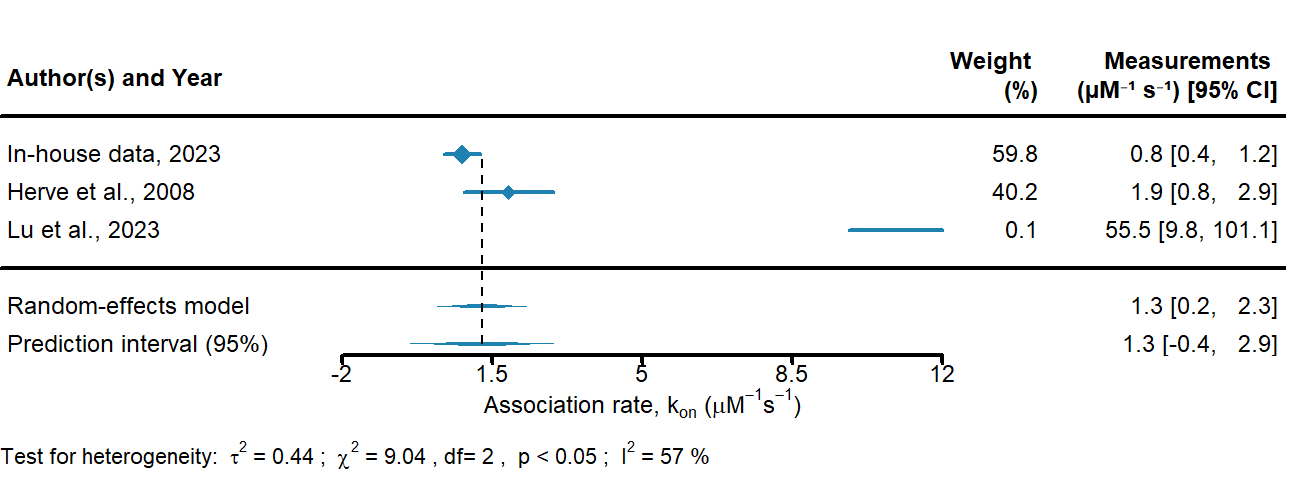 Author(s) and Year
Weight (%)
Measurements (μM⁻¹ s⁻¹) [95% CI]
In-house data, 2023 59.8 0.8 [0.4, 1.2]
Herve et al., 2008 40.2 1.9 [0.8, 2.9]
Lu et al., 2023 0.1 55.5 [9.8, 101.1]
Random-effects model 1.3 [0.2, 2.3]
Prediction interval (95%) 1.3 [-0.4, 2.9]
-2 1.5 5 8.5 12
Association rate, kₒₙ (μM⁻¹s⁻¹)
Test for heterogeneity: τ² = 0.44 ; χ² = 9.04 , df= 2 , p < 0.05 ; I² = 57 %